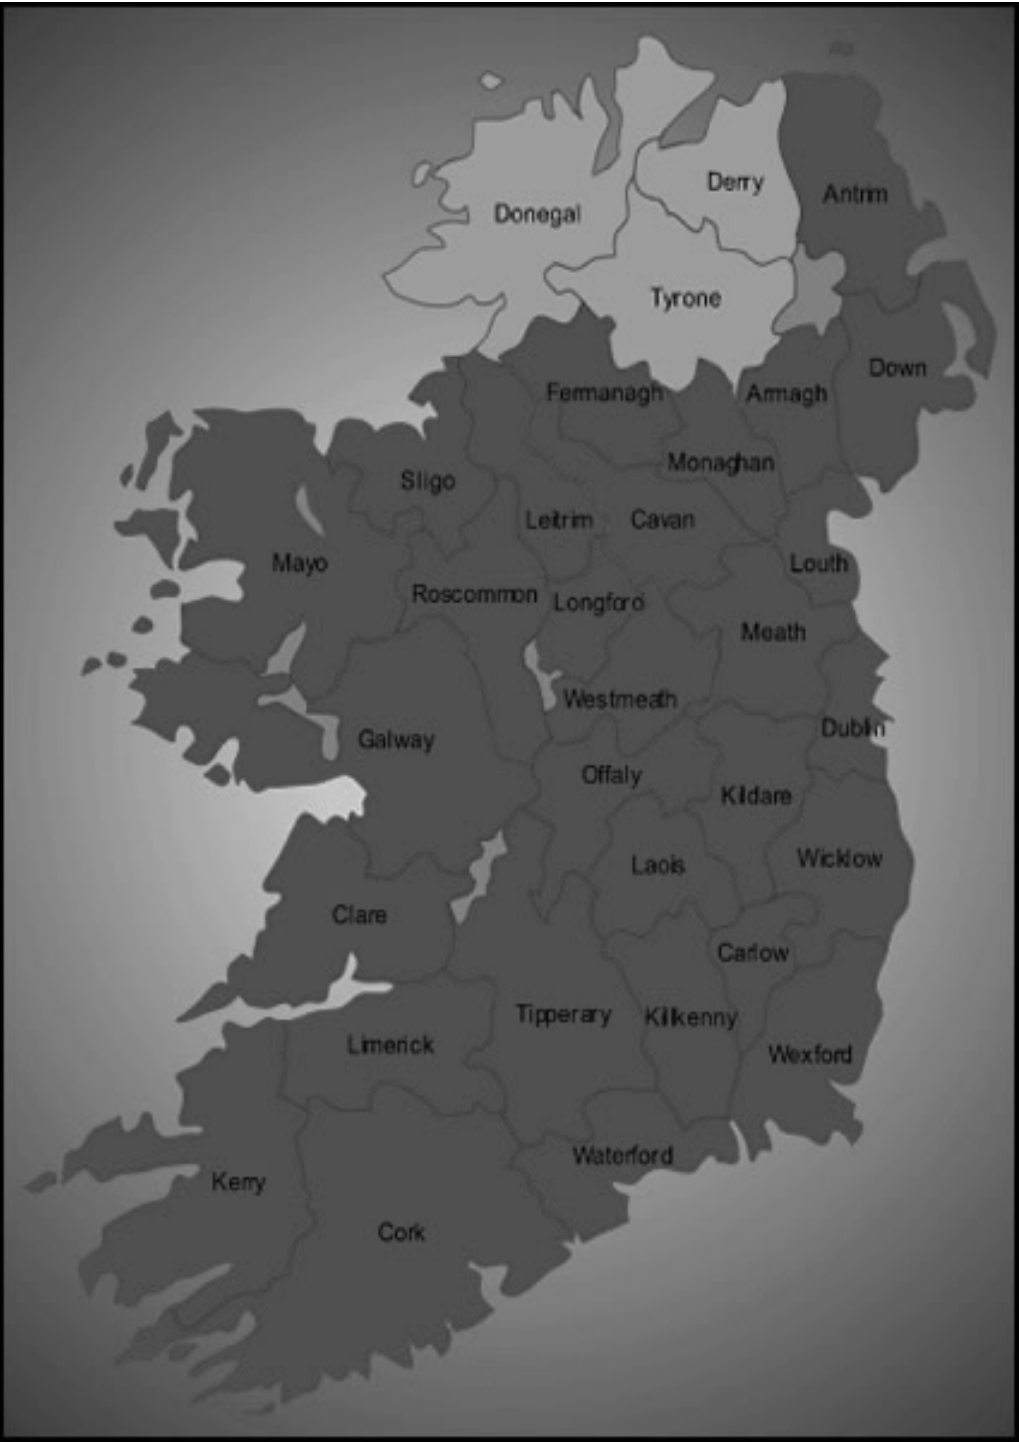 Derry
Antrim
Donegal
Tyrone
Down
Fermanagh
Armagh
Monaghan
Sligo
Leitrim
Cavan
Mayo
Louth
Roscommon
Longford
Meath
Westmeath
Dublin
Galway
Offaly
Kildare
Laois
Wicklow
Clare
Carlow
Tipperary
Kilkenny
Limerick
Wexford
Waterford
Kerry
Cork